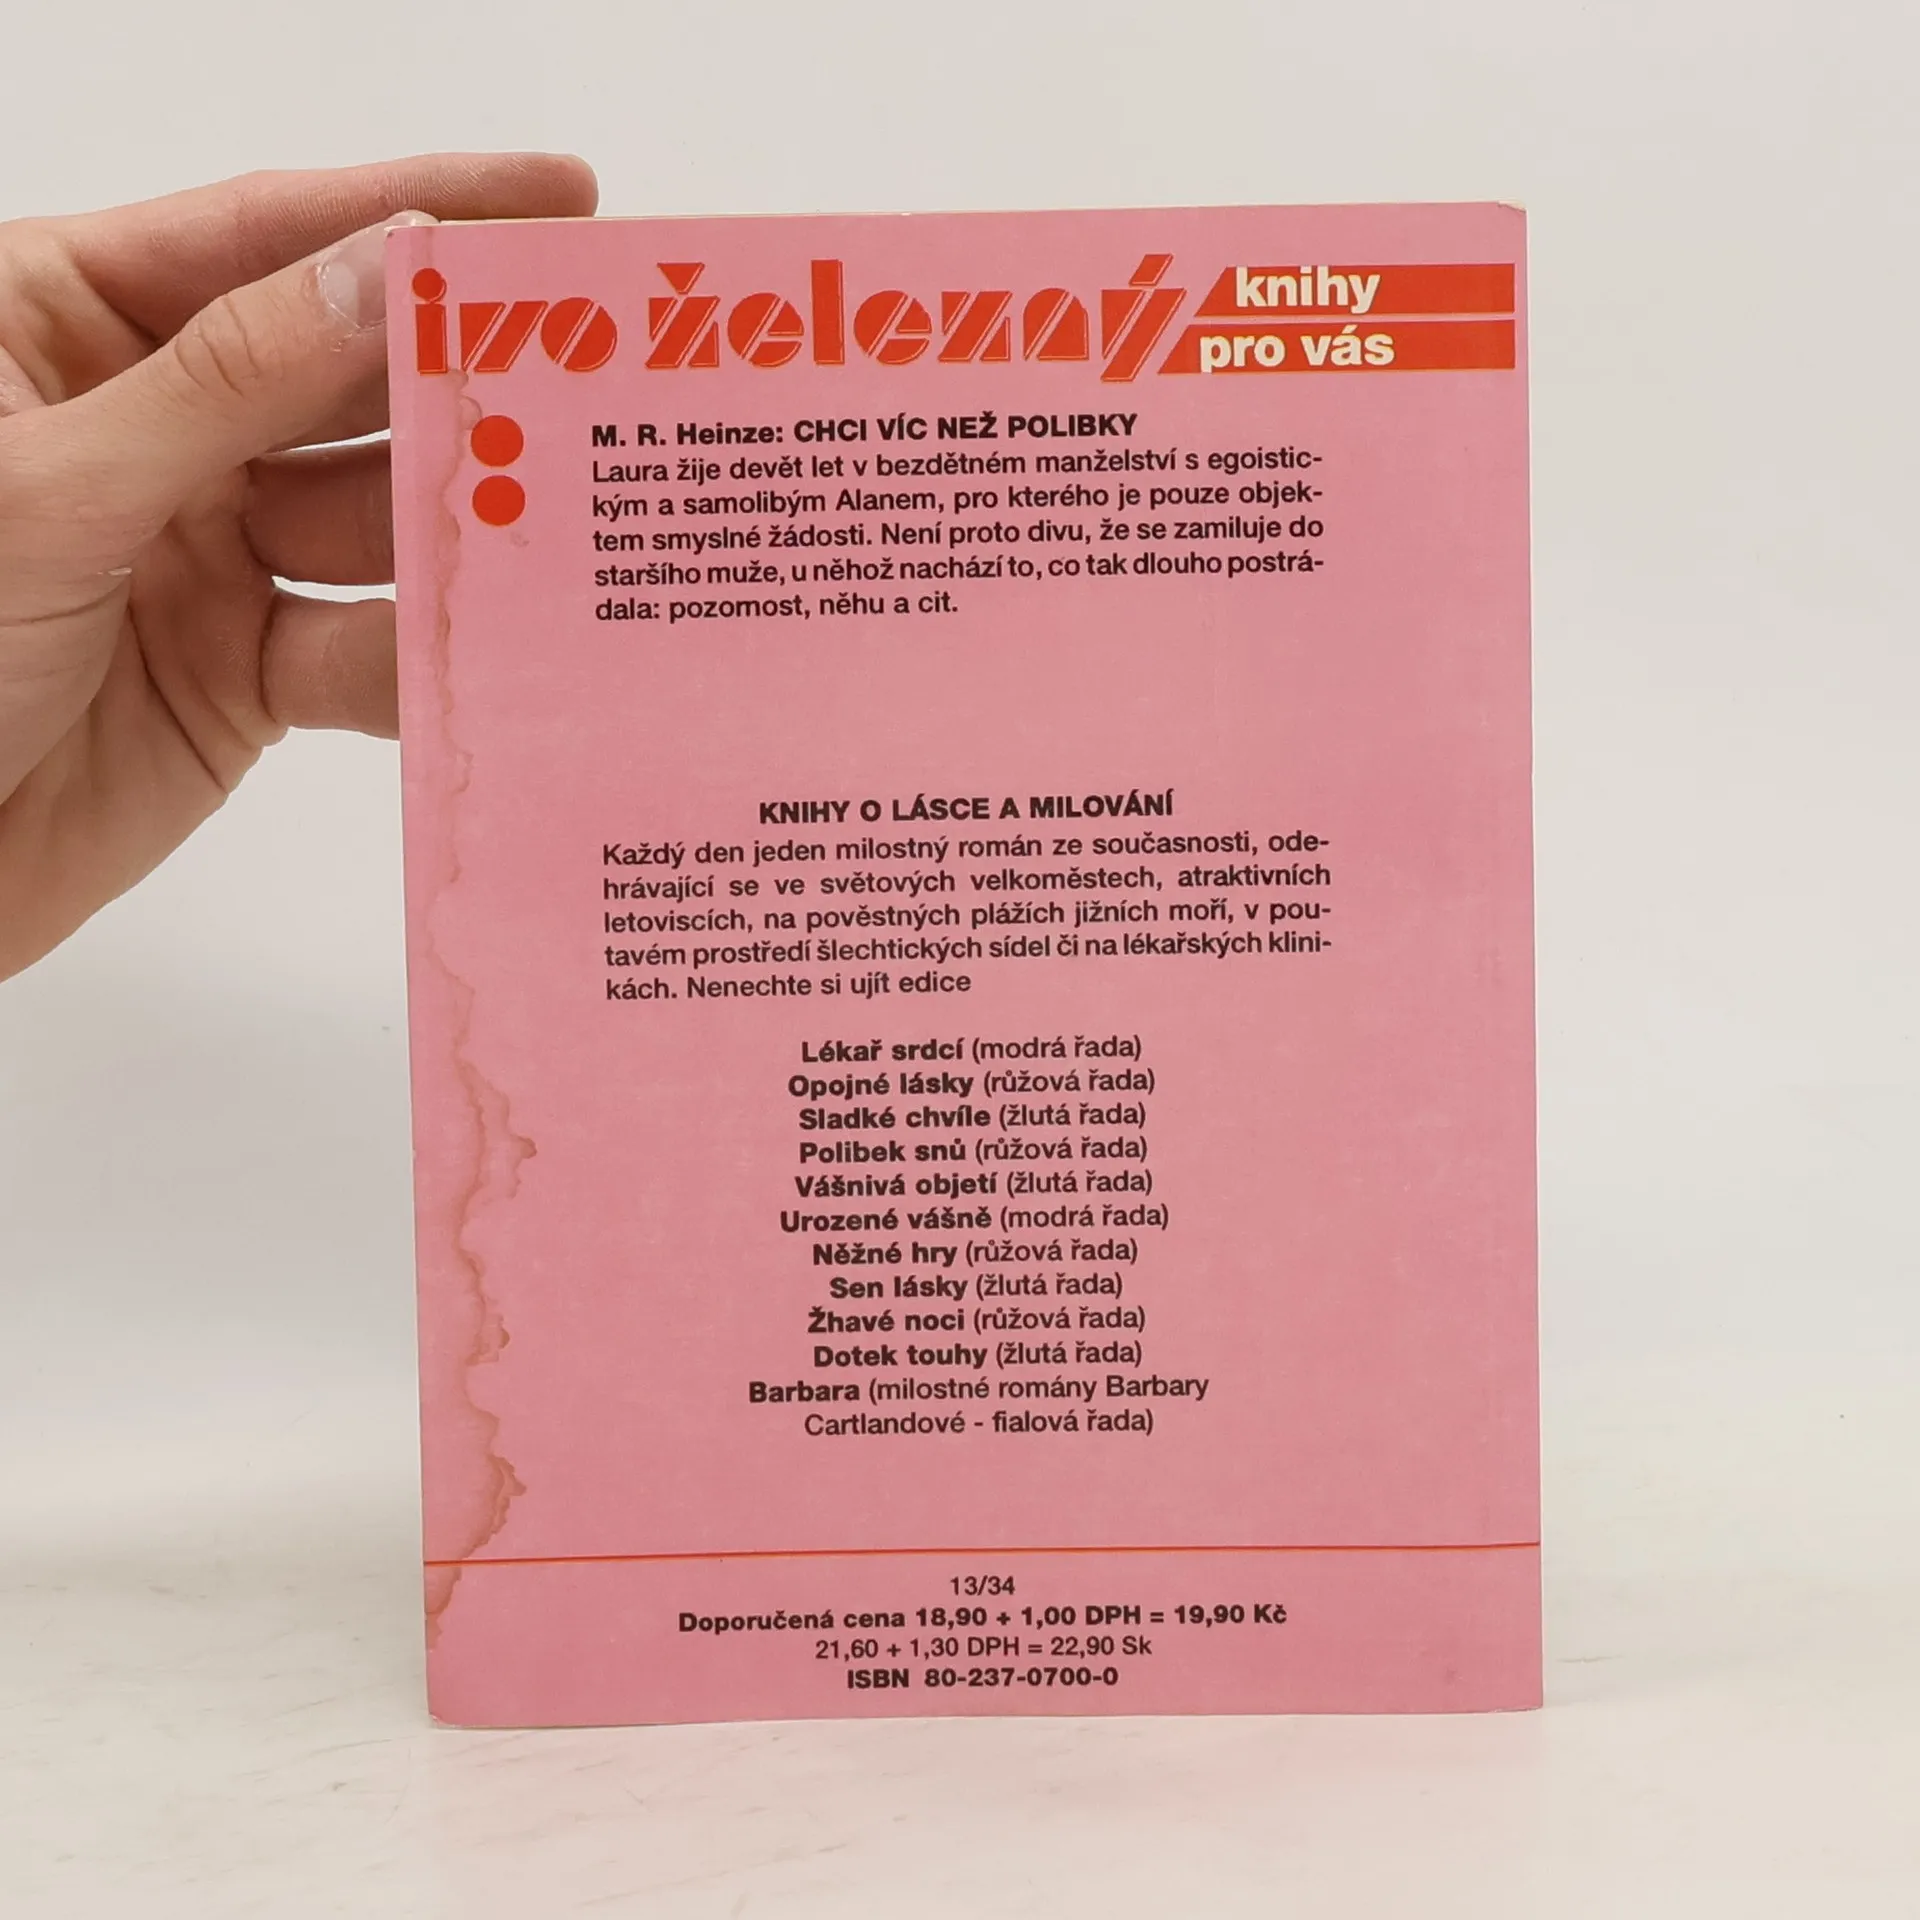 ivo železný knihy
pro vás
M. R. Heinze: CHCI VÍC NEŽ POLIBKY
Laura žije devět let v bezdětném manželství s egoistic-
kým a samolibým Alanem, pro kterého je pouze objek-
tem smyslné žádosti. Není proto divu, že se zamiluje do
staršího muže, u něhož nachází to, co tak dlouho postrá-
dala: pozornost, něhu a cit.
KNIHY O LÁSCE A MILOVÁNÍ
Každý den jeden milostný román ze současnosti, ode-
hrávající se ve světových velkoměstech, atraktivních
letoviscích, na pověstných plážích jižních moří, v pou-
tavém prostředí šlechtických sídel či na lékařských klini-
kách. Nenechte si ujít edice
Lékař srdcí (modrá řada)
Opojné lásky (růžová řada)
Sladké chvíle (žlutá řada)
Polibek snů (růžová řada)
Vášnivá objetí (žlutá řada)
Urozené vášně (modrá řada)
Něžné hry (růžová řada)
Sen lásky (žlutá řada)
Žhavé noci (růžová řada)
Dotek touhy (žlutá řada)
Barbara (milostné romány Barbary
Cartlandové - fialová řada)
13/34
Doporučená cena 18,90 + 1,00 DPH = 19,90 Kč
21,60 + 1,30 DPH = 22,90 Sk
ISBN 80-237-0700-0